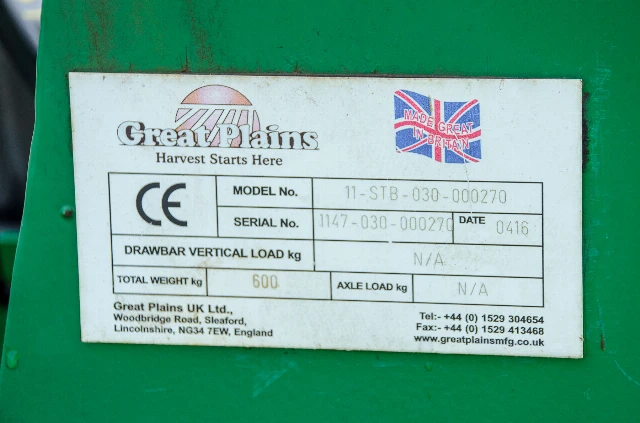 Great Plains
Harvest Starts Here
MADE GREAT
IN BRITAIN
CE
MODEL No. 11-STB-030-000270
SERIAL No. 1147-030-000270 DATE 0416
DRAWBAR VERTICAL LOAD kg N/A
TOTAL WEIGHT kg 600 AXLE LOAD kg N/A
Great Plains UK Ltd.,
Woodbridge Road, Sleaford,
Lincolnshire, NG34 7EW, England
Tel:- +44 (0) 1529 304654
Fax:- +44 (0) 1529 413468
www.greatplainsmfg.co.uk